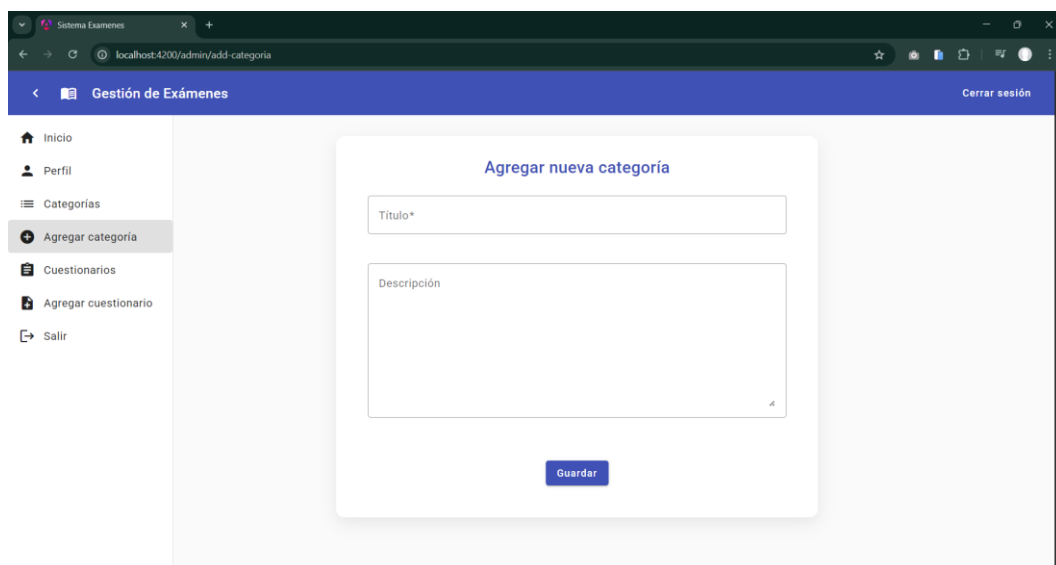 Sistema Examenes
localhost:4200/admin/add-categoria
Gestión de Exámenes
Cerrar sesión
Inicio
Perfil
Categorías
Agregar categoría
Cuestionarios
Agregar cuestionario
Salir
Agregar nueva categoría
Título*
Descripción
Guardar